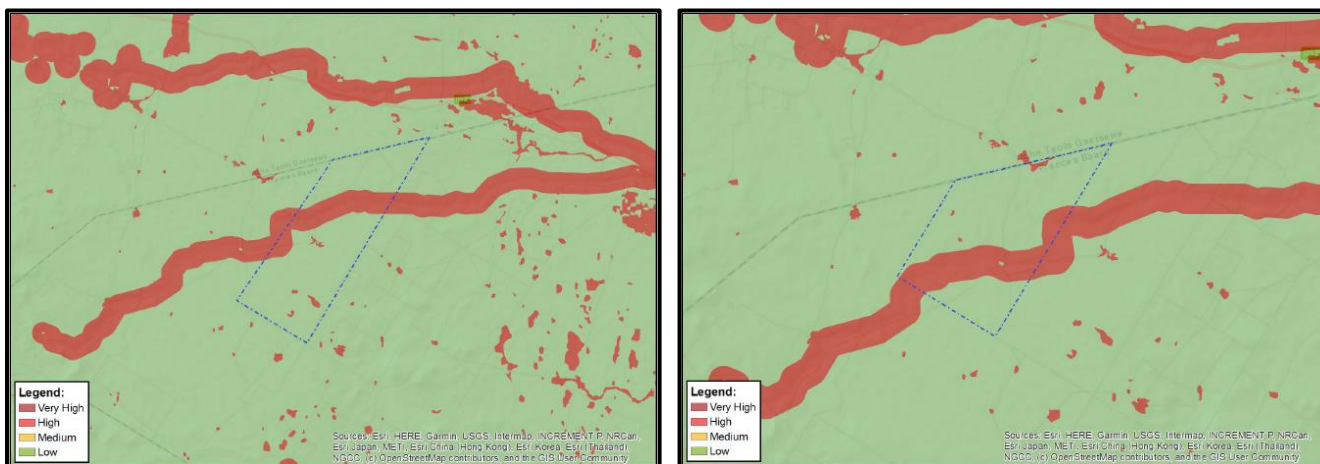 Legend:
Very High
High
Medium
Low
Sources: Esri, HERE, Garmin, USGS, Intermap, INCREMENT P, NRCan,
Esri Japan, METI, Esri China (Hong Kong), Esri Korea, Esri (Thailand),
NGCC, (c) OpenStreetMap contributors, and the GIS User Community
Legend:
Very High
High
Medium
Low
Sources: Esri, HERE, Garmin, USGS, Intermap, INCREMENT P, NRCan,
Esri Japan, METI, Esri China (Hong Kong), Esri Korea, Esri (Thailand),
NGCC, (c) OpenStreetMap contributors, and the GIS User Community